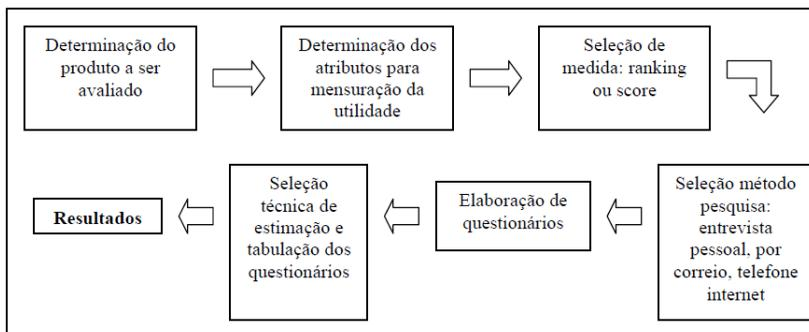 Determinação do
produto a ser
avaliado
Determinação dos
atributos para
mensuração da
utilidade
Seleção de
medida: ranking
ou score
Seleção método
pesquisa:
entrevista
pessoal, por
correio, telefone
internet
Elaboração de
questionários
Seleção
técnica de
estimação e
tabulação dos
questionários
Resultados